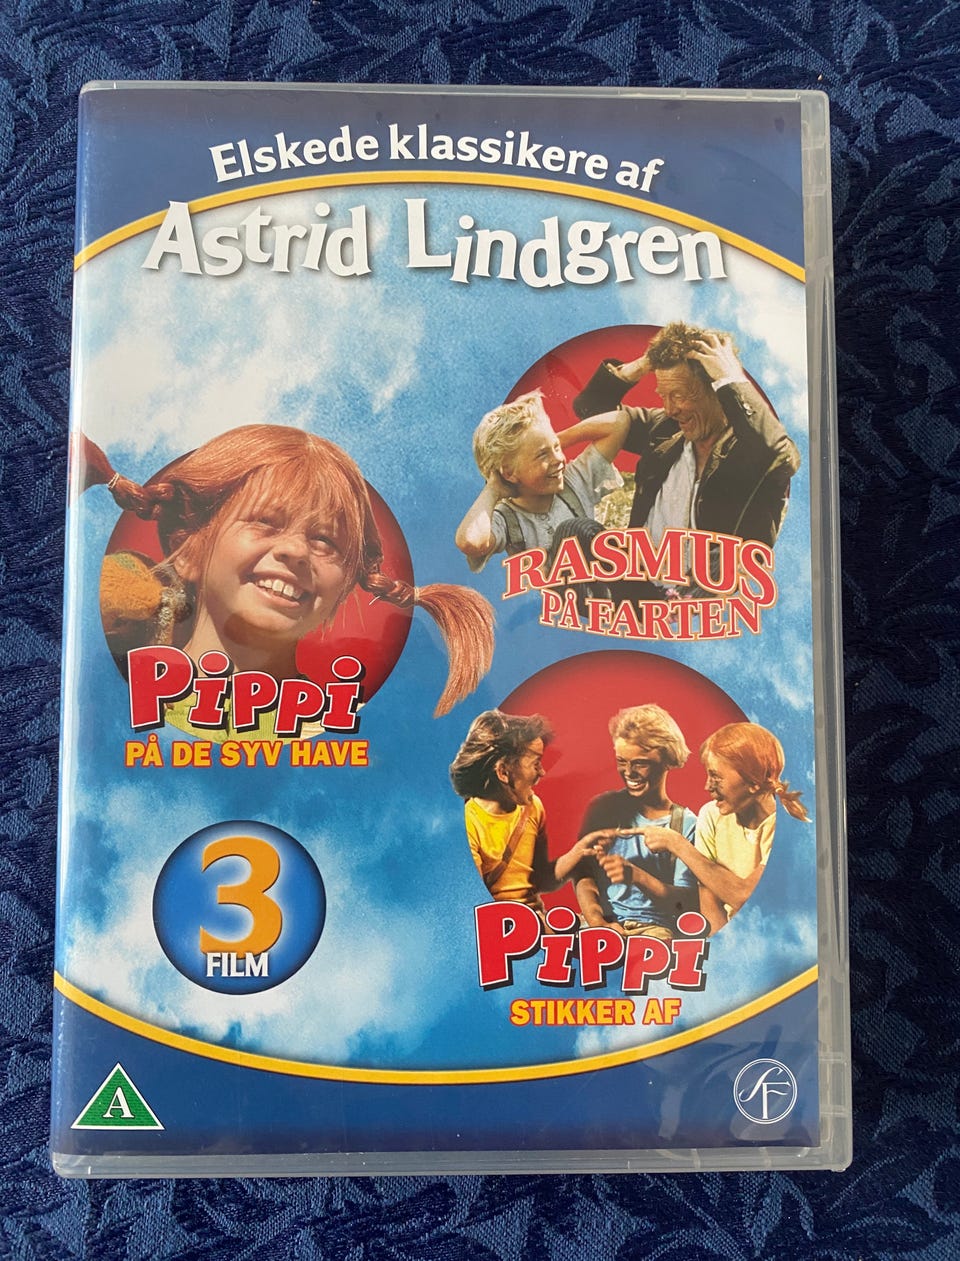 Elskede klassikere af
Astrid Lindgren
RASMUS
PÅ FARTEN
Pippi
PÅ DE SYV HAVE
Pippi
STIKKER AF
3
FILM
A
SF